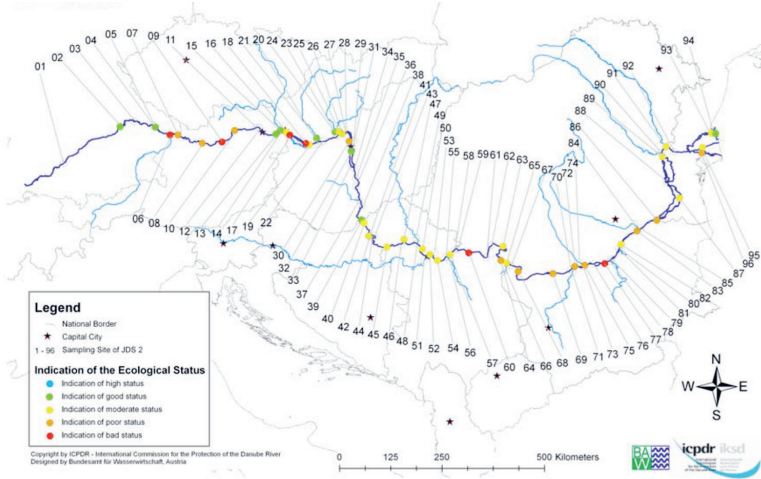 01 02 03 04 05 07 09 11 15 16 18 21 20 24 23 25 26 27 28 29 31 34 35 36 38 41 43 47 49 50 53 55 58 59 61 62 63 65 67 70 72 74 84 86 88 89 90 91 92 93 94
06 08 10 12 13 14 17 19 22 30 32 33 37 39 40 42 44 45 46 48 51 52 54 56 57 60 64 66 68 69 71 73 75 76 77 78 79 81 80 82 83 85 87 96 95
Legend
National Border
Capital City
1 - 96 Sampling Site of JDS 2
Indication of the Ecological Status
Indication of high status
Indication of good status
Indication of moderate status
Indication of poor status
Indication of bad status
Copyright by ICPDR - International Commission for the Protection of the Danube River
Designed by Bundesamt für Wasserwirtschaft, Austria
0 125 250 500 Kilometers
N
W E
S
BA
W
icpdr iksd